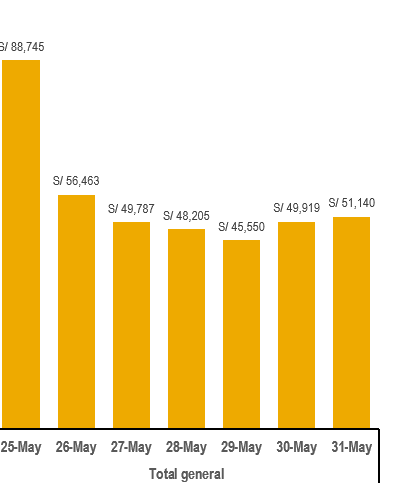 S/ 88,745
S/ 56,463
S/ 49,787
S/ 48,205
S/ 45,550
S/ 49,919
S/ 51,140
25-May 26-May 27-May 28-May 29-May 30-May 31-May
Total general